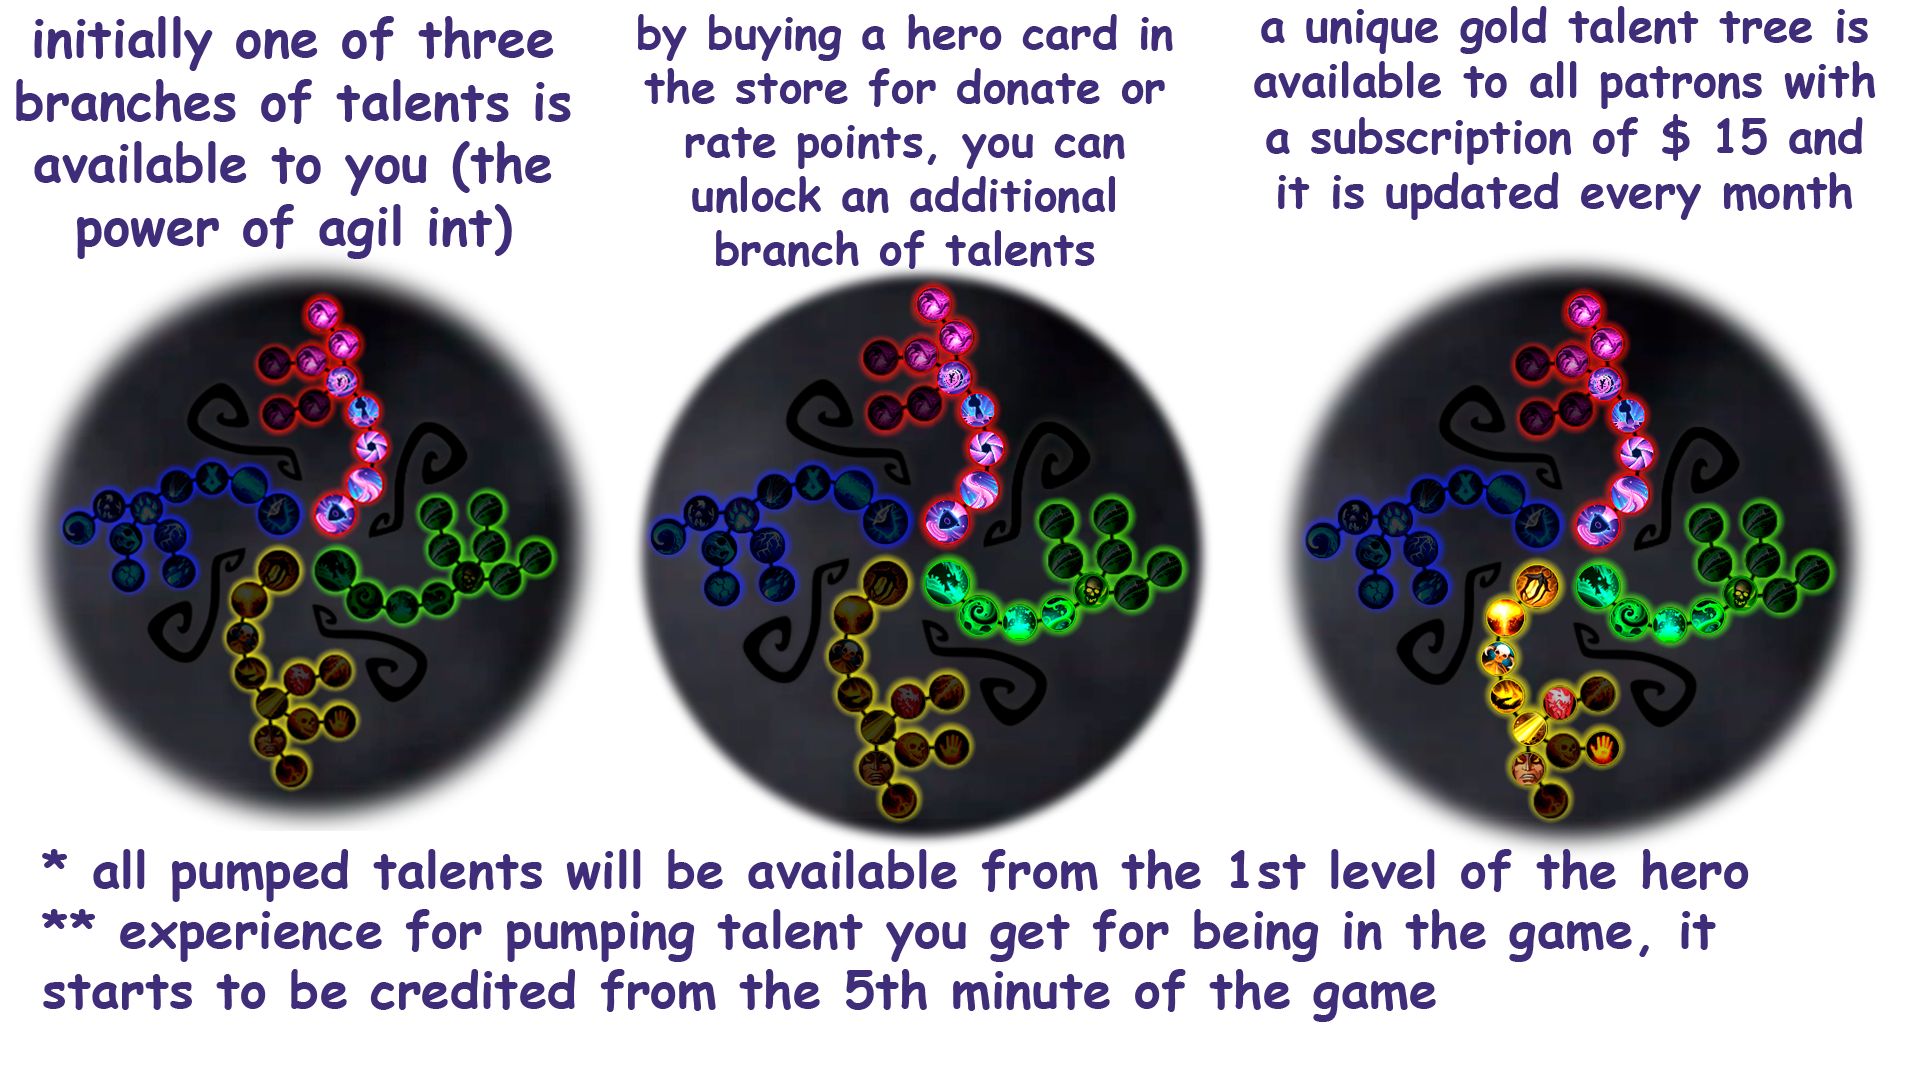 initially one of three
branches of talents is
available to you (the
power of agil int)
by buying a hero card in
the store for donate or
rate points, you can
unlock an additional
branch of talents
a unique gold talent tree is
available to all patrons with
a subscription of $ 15 and
it is updated every month
* all pumped talents will be available from the 1st level of the hero
** experience for pumping talent you get for being in the game, it
starts to be credited from the 5th minute of the game